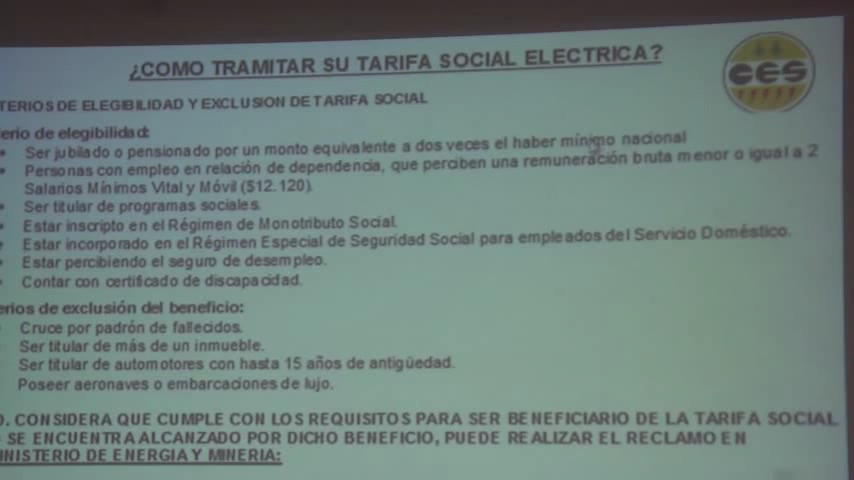 ¿COMO TRAMITAR SU TARIFA SOCIAL ELECTRICA?
CES
TERIOS DE ELEGIBILIDAD Y EXCLUSION DE TARIFA SOCIAL
erio de elegibilidad:
• Ser jubilado o pensionado por un monto equivalente a dos veces el haber mínimo nacional
• Personas con empleo en relación de dependencia, que perciben una remuneración bruta menor o igual a 2
Salarios Mínimos Vital y Móvil ($12.120).
• Ser titular de programas sociales.
• Estar inscripto en el Régimen de Monotributo Social.
• Estar incorporado en el Régimen Especial de Seguridad Social para empleados del Servicio Doméstico.
• Estar percibiendo el seguro de desempleo.
• Contar con certificado de discapacidad.
erios de exclusión del beneficio:
Cruce por padrón de fallecidos.
Ser titular de más de un inmueble.
Ser titular de automotores con hasta 15 años de antigüedad.
Poseer aeronaves o embarcaciones de lujo.
D. CONSIDERA QUE CUMPLE CON LOS REQUISITOS PARA SER BENEFICIARIO DE LA TARIFA SOCIAL
SE ENCUENTRA ALCANZADO POR DICHO BENEFICIO, PUEDE REALIZAR EL RECLAMO EN
INISTERIO DE ENERGIA Y MINERIA: